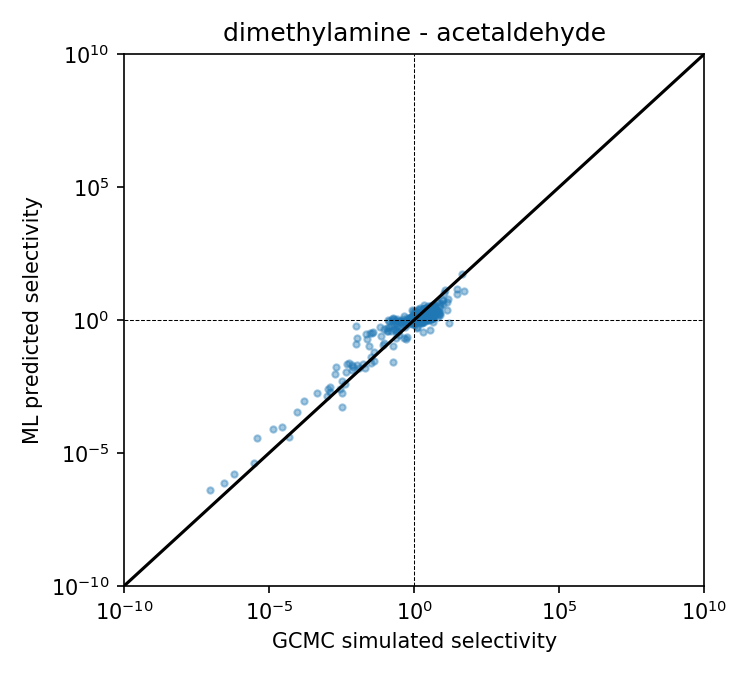 dimethylamine - acetaldehyde
10^10
10^5
10^0
10^-5
10^-10
ML predicted selectivity
10^-10 10^-5 10^0 10^5 10^10
GCMC simulated selectivity